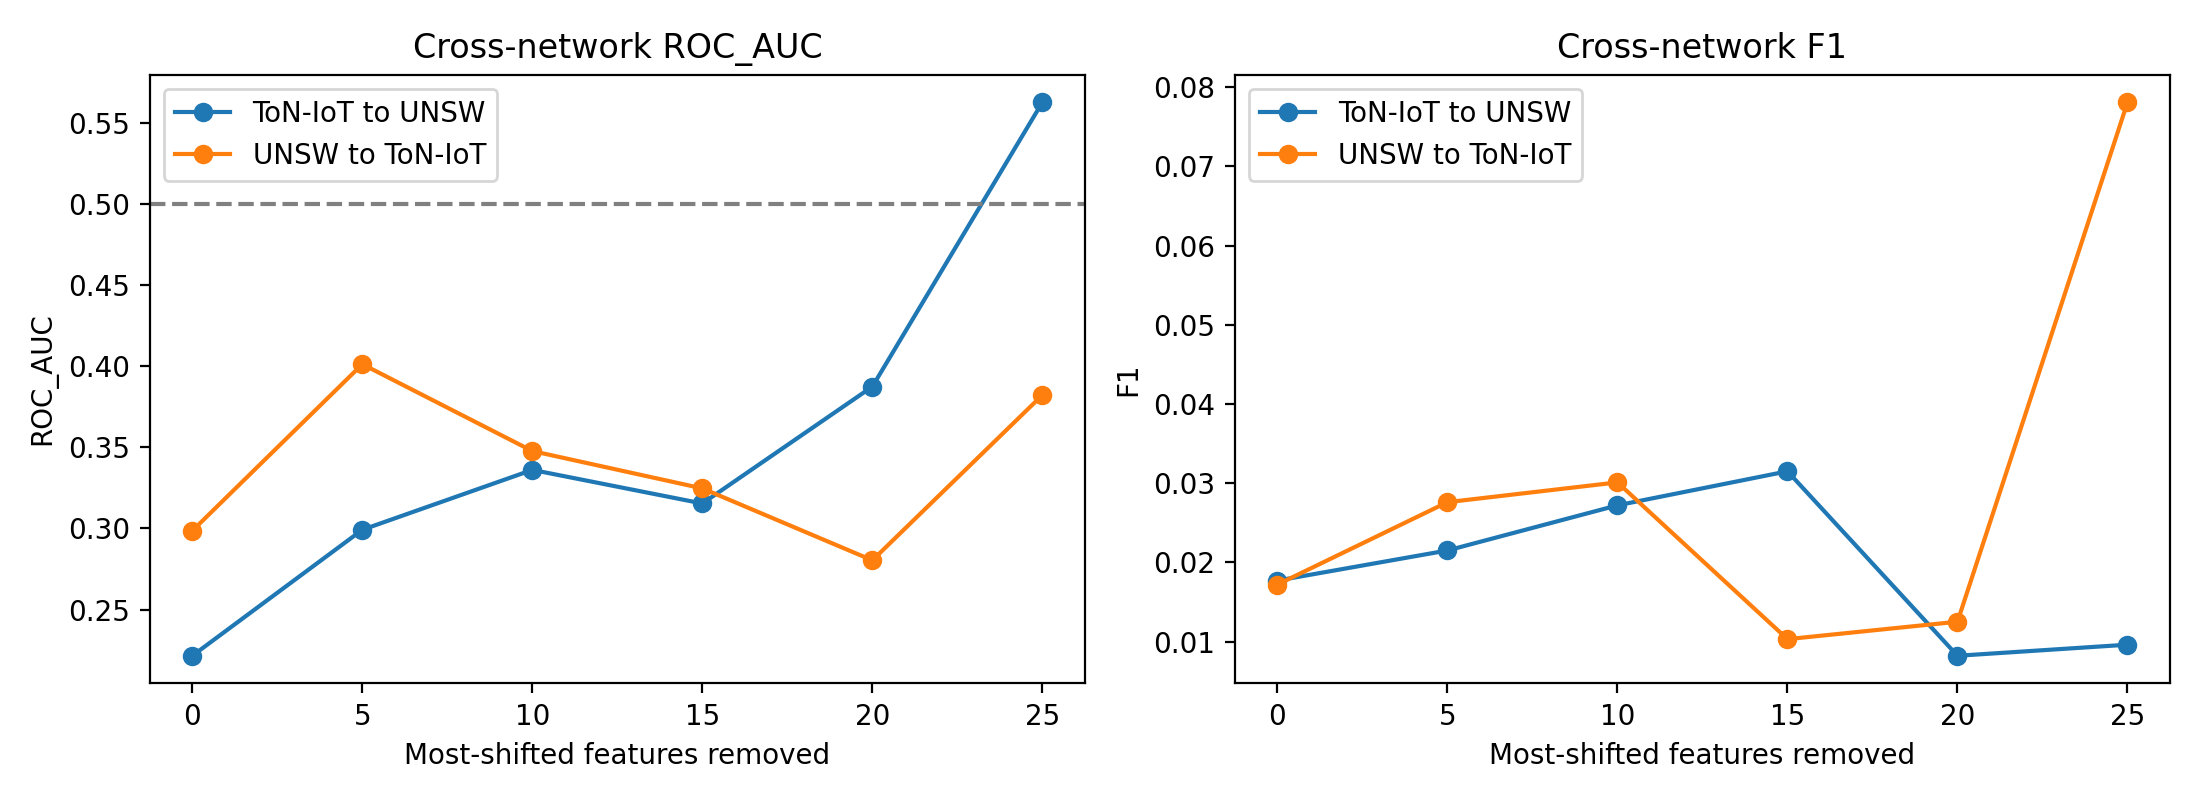 Cross-network ROC_AUC
ToN-IoT to UNSW
UNSW to ToN-IoT
0.55
0.50
0.45
0.40
0.35
0.30
0.25
ROC_AUC
0 5 10 15 20 25
Most-shifted features removed
Cross-network F1
ToN-IoT to UNSW
UNSW to ToN-IoT
0.08
0.07
0.06
0.05
0.04
0.03
0.02
0.01
F1
0 5 10 15 20 25
Most-shifted features removed